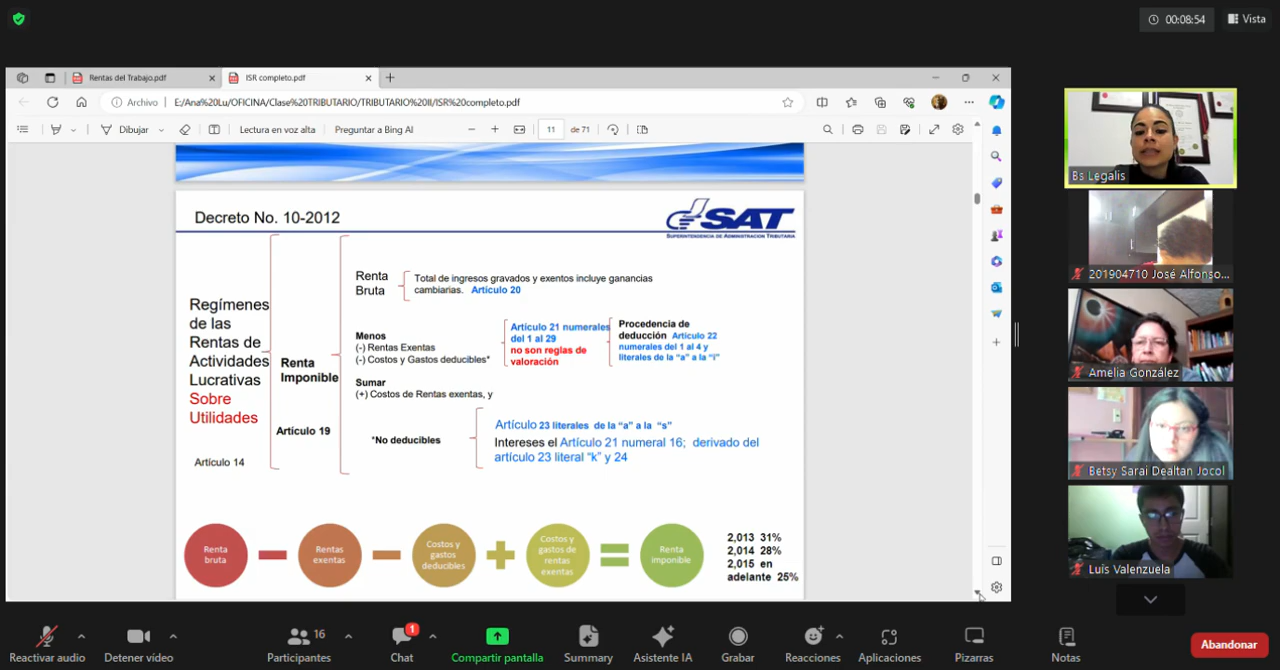 00:08:54
Vista
Rentas del Trabajo.pdf
ISR completo.pdf
Archivo
E:/Ana%20Lu/OFICINA/Clase%20TRIBUTARIO/TRIBUTARIO%20II/ISR%20completo.pdf
Dibujar
Lectura en voz alta
Preguntar a Bing AI
11
de 71
Decreto No. 10-2012
SAT
SUPERINTENDENCIA DE ADMINISTRACION TRIBUTARIA
Regímenes
de las
Rentas de
Actividades
Lucrativas
Sobre
Utilidades
Artículo 14
Renta
Imponible
Artículo 19
Renta
Bruta
Total de ingresos gravados y exentos incluye ganancias
cambiarias. Artículo 20
Menos
(-) Rentas Exentas
(-) Costos y Gastos deducibles*
Artículo 21 numerales
del 1 al 29
no son reglas de
valoración
Procedencia de
deducción Artículo 22
numerales del 1 al 4 y
literales de la “a” a la “i”
Sumar
(+) Costos de Rentas exentas, y
*No deducibles
Artículo 23 literales de la “a” a la “s”
Intereses el Artículo 21 numeral 16; derivado del
artículo 23 literal “k” y 24
Renta
bruta
Rentas
exentas
Costos y
gastos
deducibles
Costos y
gastos de
rentas
exentas
Renta
imponible
2,013 31%
2,014 28%
2,015 en
adelante 25%
Bs Legalis
201904710 José Alfonso...
Amelia González
Betsy Sarai Dealtan Jocol
Luis Valenzuela
Reactivar audio
Detener vídeo
16
Participantes
1
Chat
Compartir pantalla
Summary
Asistente IA
Grabar
Reacciones
Aplicaciones
Pizarras
Notas
Abandonar